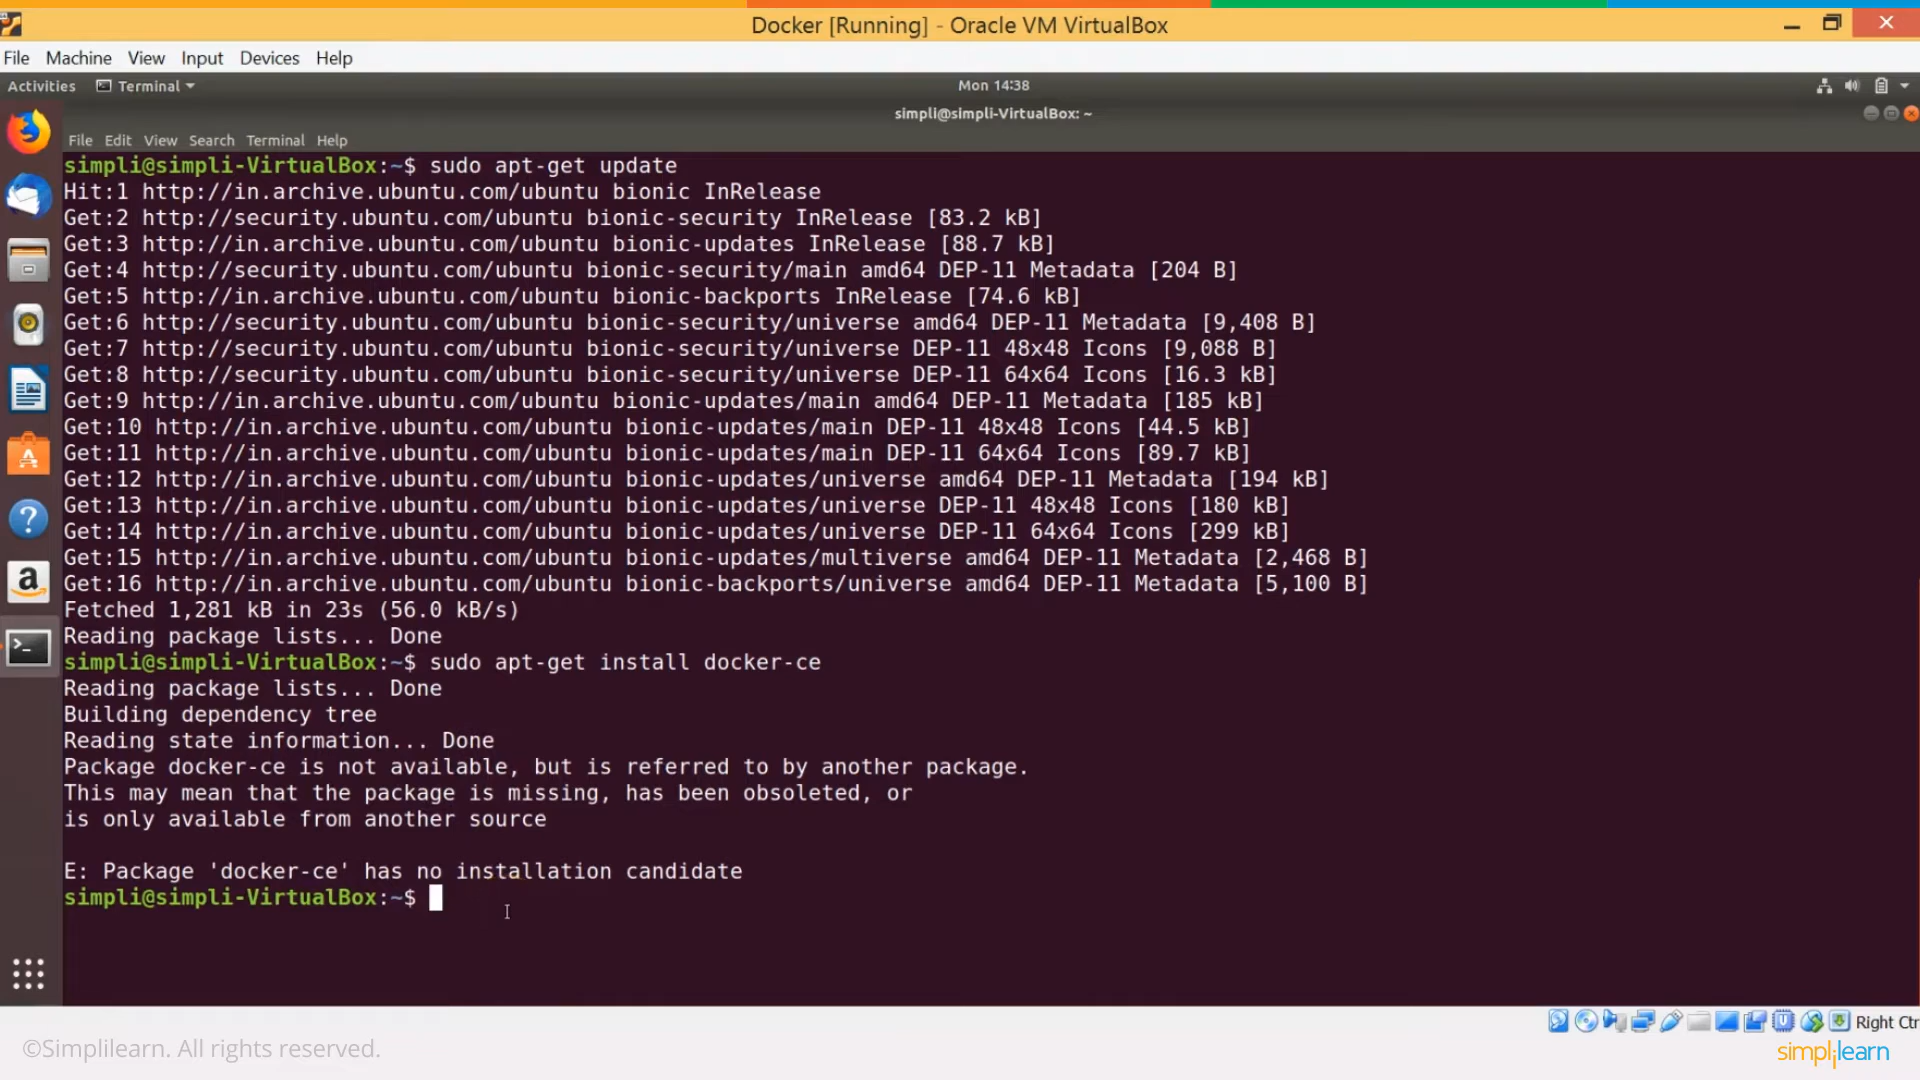 Docker [Running] - Oracle VM VirtualBox
File Machine View Input Devices Help
Activities Terminal Mon 14:38
simpli@simpli-VirtualBox: ~
File Edit View Search Terminal Help
simpli@simpli-VirtualBox:~$ sudo apt-get update
Hit:1 http://in.archive.ubuntu.com/ubuntu bionic InRelease
Get:2 http://security.ubuntu.com/ubuntu bionic-security InRelease [83.2 kB]
Get:3 http://in.archive.ubuntu.com/ubuntu bionic-updates InRelease [88.7 kB]
Get:4 http://security.ubuntu.com/ubuntu bionic-security/main amd64 DEP-11 Metadata [204 B]
Get:5 http://in.archive.ubuntu.com/ubuntu bionic-backports InRelease [74.6 kB]
Get:6 http://security.ubuntu.com/ubuntu bionic-security/universe amd64 DEP-11 Metadata [9,408 B]
Get:7 http://security.ubuntu.com/ubuntu bionic-security/universe DEP-11 48x48 Icons [9,088 B]
Get:8 http://security.ubuntu.com/ubuntu bionic-security/universe DEP-11 64x64 Icons [16.3 kB]
Get:9 http://in.archive.ubuntu.com/ubuntu bionic-updates/main amd64 DEP-11 Metadata [185 kB]
Get:10 http://in.archive.ubuntu.com/ubuntu bionic-updates/main DEP-11 48x48 Icons [44.5 kB]
Get:11 http://in.archive.ubuntu.com/ubuntu bionic-updates/main DEP-11 64x64 Icons [89.7 kB]
Get:12 http://in.archive.ubuntu.com/ubuntu bionic-updates/universe amd64 DEP-11 Metadata [194 kB]
Get:13 http://in.archive.ubuntu.com/ubuntu bionic-updates/universe DEP-11 48x48 Icons [180 kB]
Get:14 http://in.archive.ubuntu.com/ubuntu bionic-updates/universe DEP-11 64x64 Icons [299 kB]
Get:15 http://in.archive.ubuntu.com/ubuntu bionic-updates/multiverse amd64 DEP-11 Metadata [2,468 B]
Get:16 http://in.archive.ubuntu.com/ubuntu bionic-backports/universe amd64 DEP-11 Metadata [5,100 B]
Fetched 1,281 kB in 23s (56.0 kB/s)
Reading package lists... Done
simpli@simpli-VirtualBox:~$ sudo apt-get install docker-ce
Reading package lists... Done
Building dependency tree
Reading state information... Done
Package docker-ce is not available, but is referred to by another package.
This may mean that the package is missing, has been obsoleted, or
is only available from another source
E: Package 'docker-ce' has no installation candidate
simpli@simpli-VirtualBox:~$
Right Ctr
©Simplilearn. All rights reserved.
simplilearn